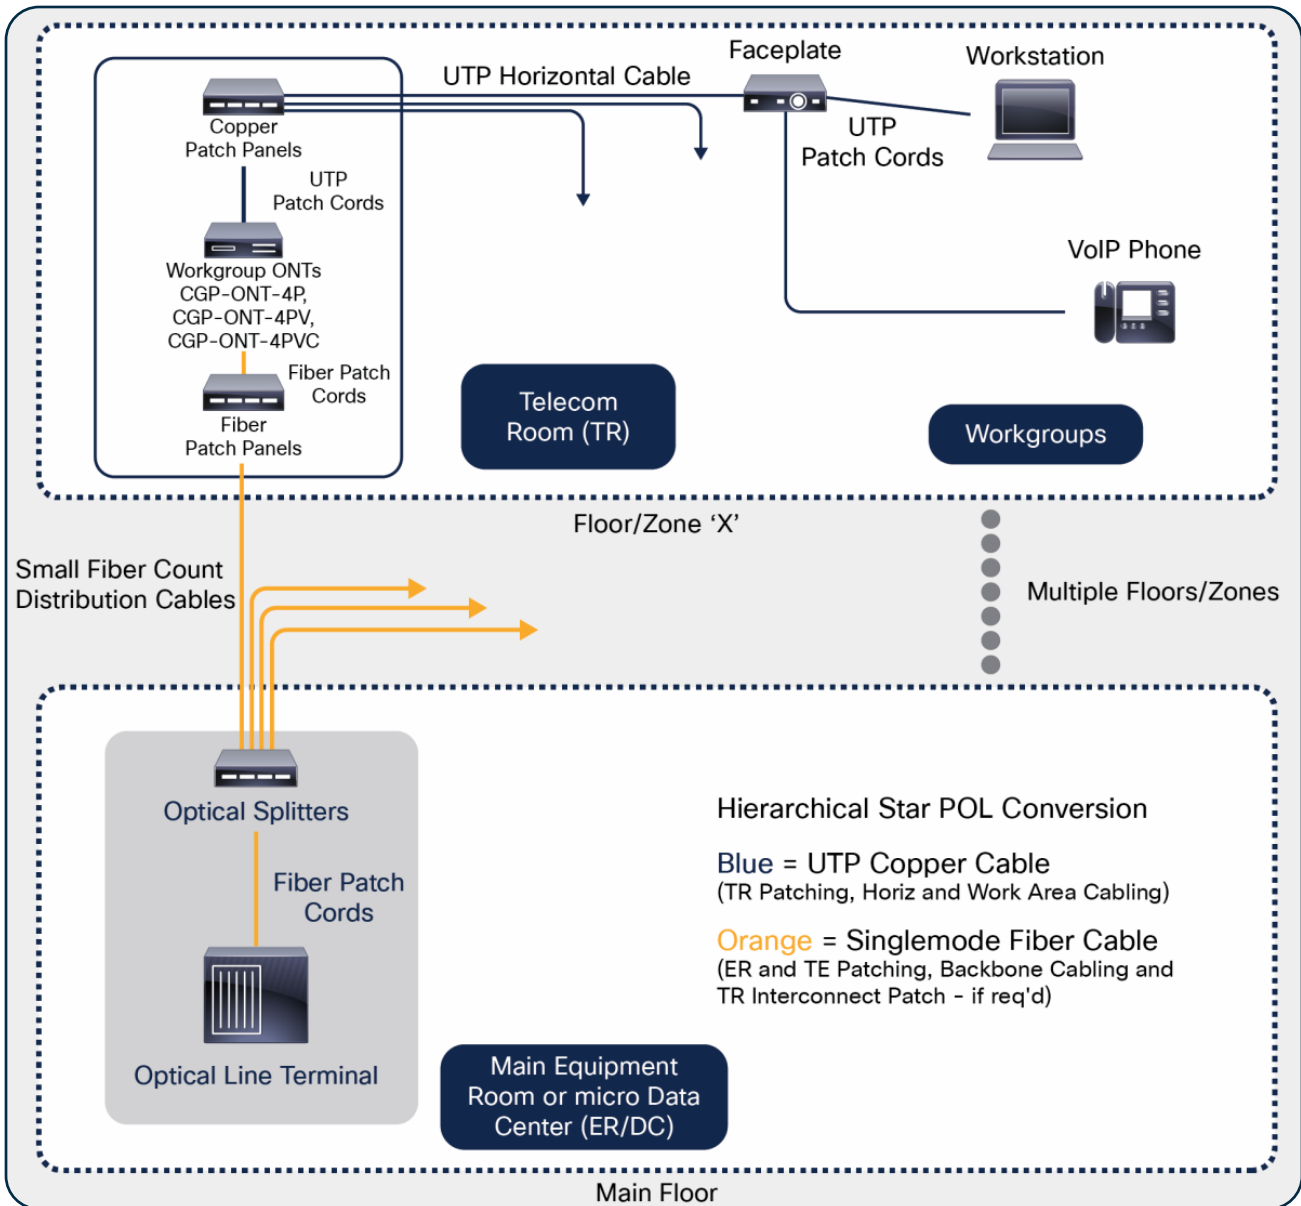 Faceplate
Workstation
UTP Horizontal Cable
Copper
Patch Panels
UTP
Patch Cords
UTP
Patch Cords
Workgroup ONTs
CGP-ONT-4P,
CGP-ONT-4PV,
CGP-ONT-4PVC
VoIP Phone
Fiber Patch
Cords
Fiber
Patch Panels
Telecom
Room (TR)
Workgroups
Floor/Zone ‘X’
Small Fiber Count
Distribution Cables
Multiple Floors/Zones
Optical Splitters
Fiber Patch
Cords
Optical Line Terminal
Hierarchical Star POL Conversion
Blue = UTP Copper Cable
(TR Patching, Horiz and Work Area Cabling)
Orange = Singlemode Fiber Cable
(ER and TE Patching, Backbone Cabling and
TR Interconnect Patch - if req'd)
Main Equipment
Room or micro Data
Center (ER/DC)
Main Floor